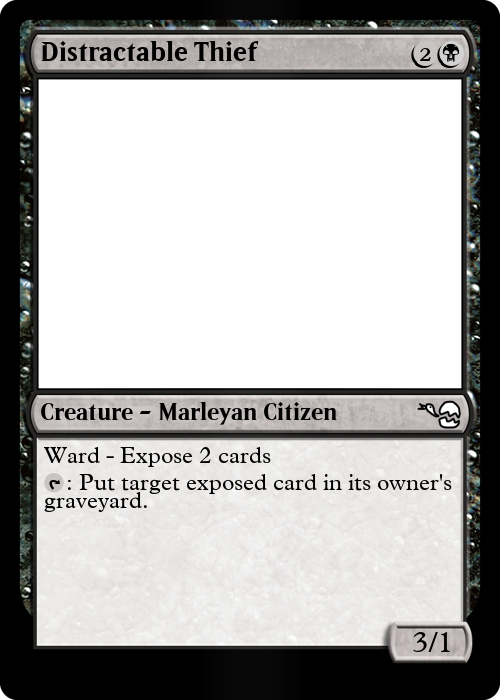 Distractable Thief 2
Creature – Marleyan Citizen
Ward - Expose 2 cards
: Put target exposed card in its owner's
graveyard.
3/1